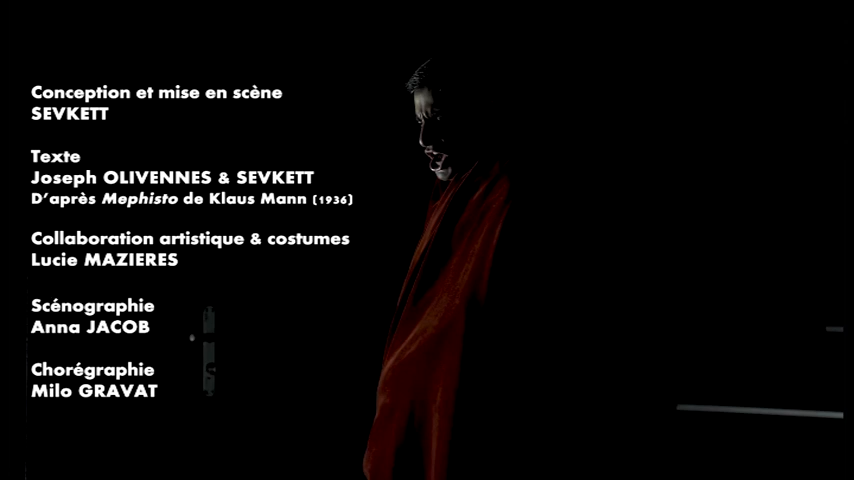 Conception et mise en scène
SEVKETT
Texte
Joseph OLIVENNES & SEVKETT
D'après Mephisto de Klaus Mann (1936)
Collaboration artistique & costumes
Lucie MAZIERES
Scénographie
Anna JACOB
Chorégraphie
Milo GRAVAT